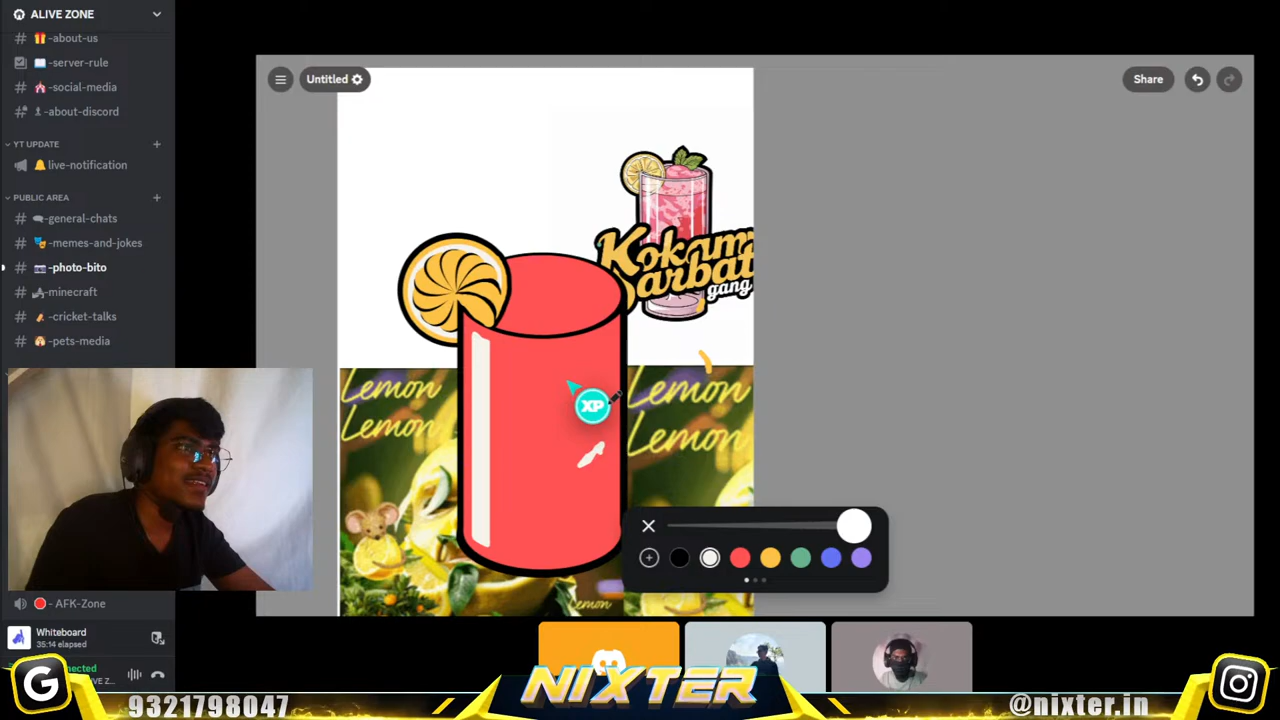 ALIVE ZONE
-about-us
-server-rule
-social-media
-about-discord
YT UPDATE
live-notification
PUBLIC AREA
-general-chats
-memes-and-jokes
-photo-bito
-minecraft
-cricket-talks
-pets-media
- AFK-Zone
Whiteboard
35:14 elapsed
Untitled
Share
Kokam
Sarbat
gang
Lemon
Lemon
Lemon
Lemon
XP
Lemon
G
9321798047
NIXTER
@nixter.in